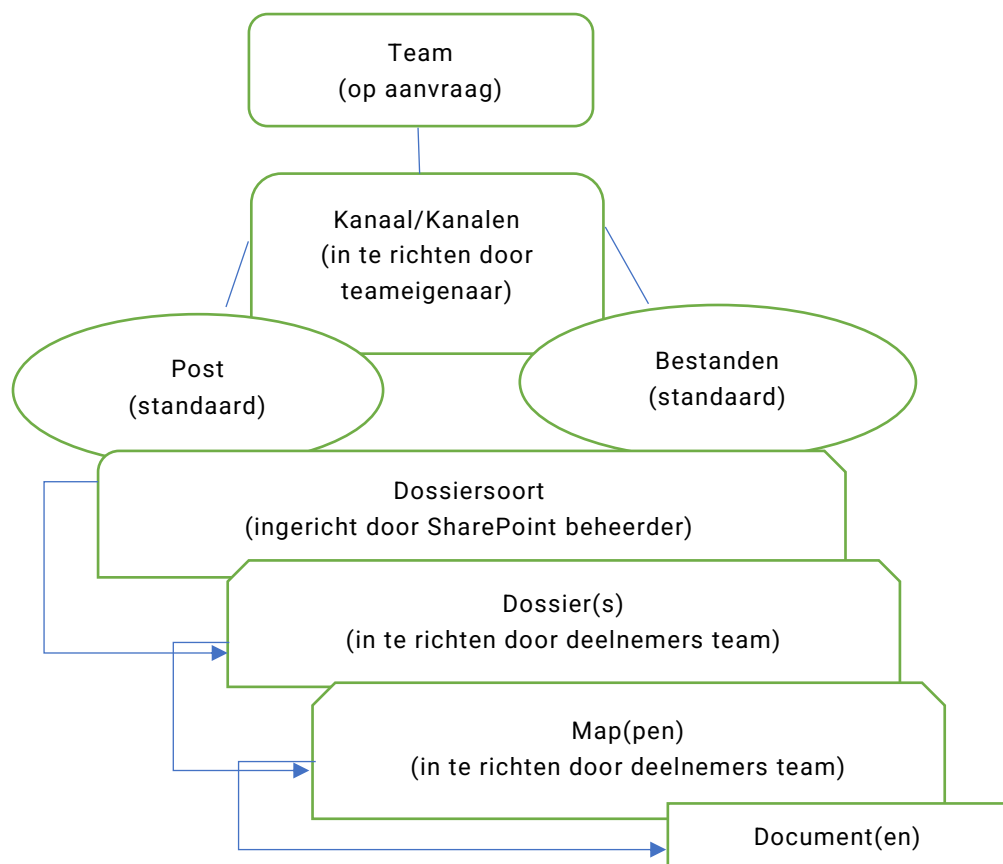 Team
(op aanvraag)
Kanaal/Kanalen
(in te richten door
teameigenaar)
Post
(standaard)
Bestanden
(standaard)
Dossiersoort
(ingericht door SharePoint beheerder)
Dossier(s)
(in te richten door deelnemers team)
Map(pen)
(in te richten door deelnemers team)
Document(en)